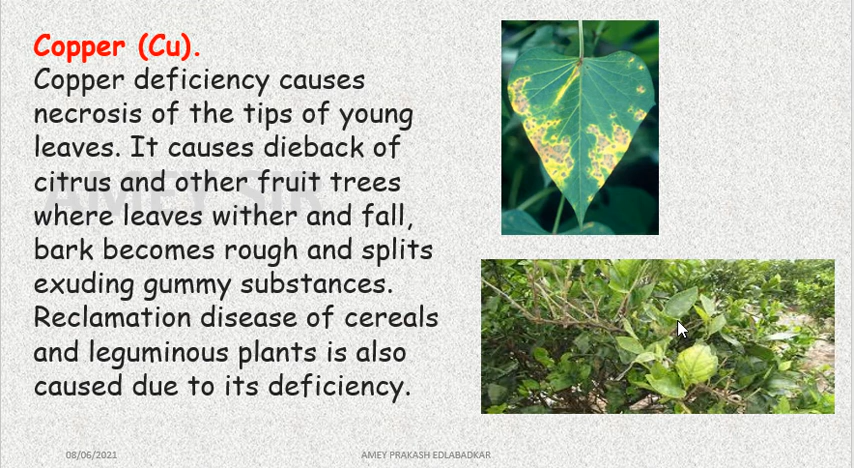 Copper (Cu).
Copper deficiency causes
necrosis of the tips of young
leaves. It causes dieback of
citrus and other fruit trees
where leaves wither and fall,
bark becomes rough and splits
exuding gummy substances.
Reclamation disease of cereals
and leguminous plants is also
caused due to its deficiency.
AMEY SIR
08/06/2021
AMEY PRAKASH EDLABADKAR